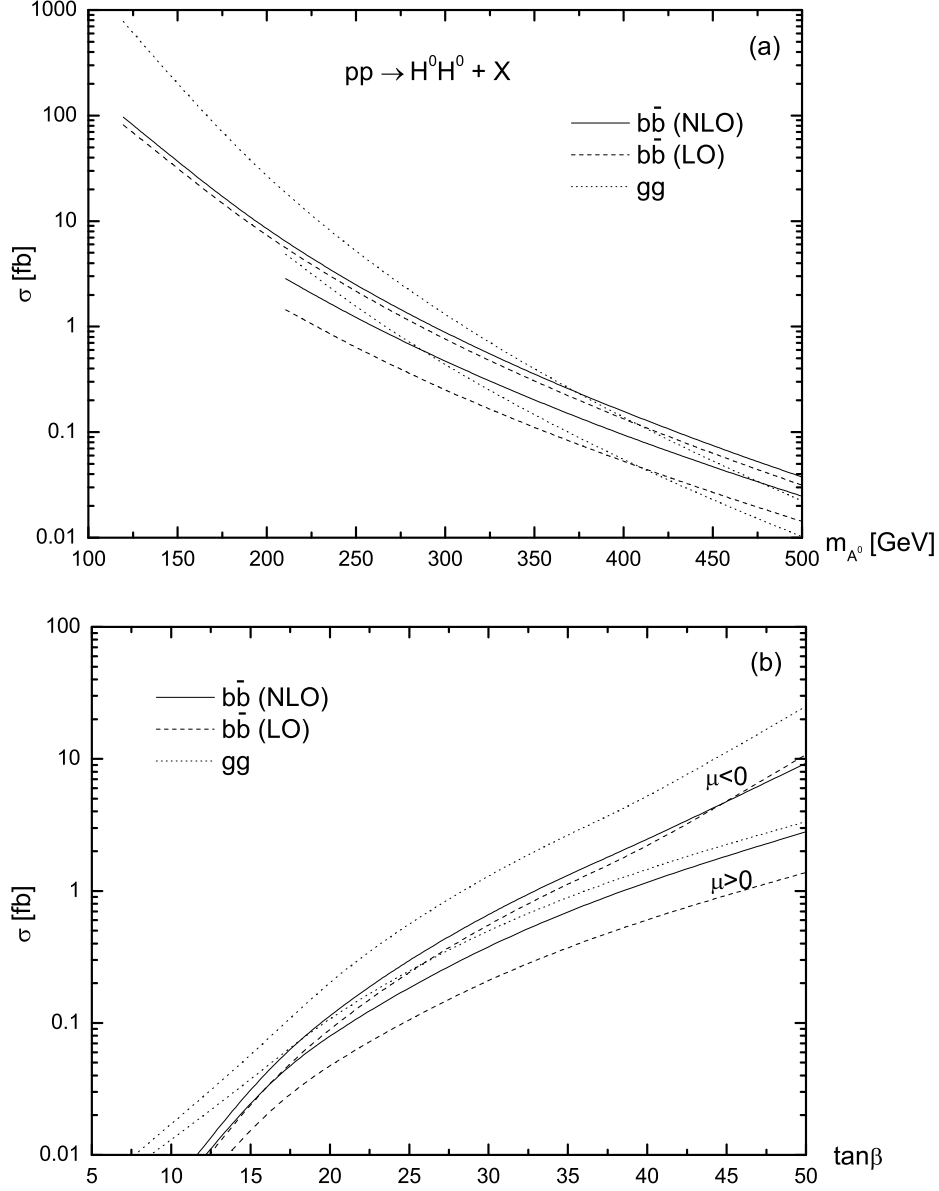 (a)
pp → H⁰H⁰ + X
bb̄ (NLO)
bb̄ (LO)
gg
σ [fb]
1000
100
10
1
0.1
0.01
100 150 200 250 300 350 400 450 500
m_A⁰ [GeV]
(b)
bb̄ (NLO)
bb̄ (LO)
gg
μ<0
μ>0
σ [fb]
100
10
1
0.1
0.01
5 10 15 20 25 30 35 40 45 50
tanβ